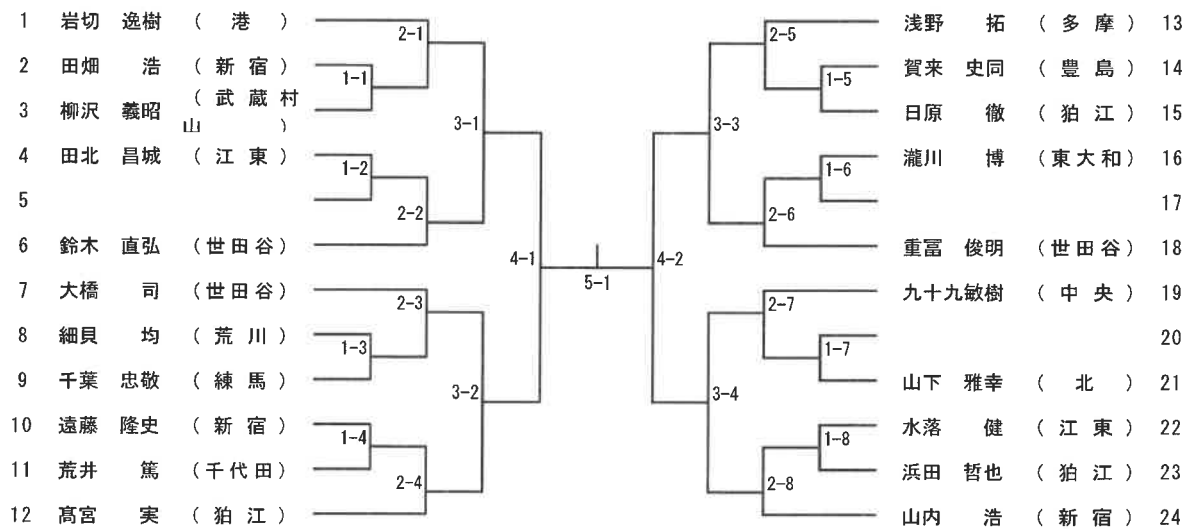 1 岩切 逸樹 ( 港 )
2 田畑 浩 ( 新宿 )
3 柳沢 義昭 ( 武蔵村山 )
4 田北 昌城 ( 江東 )
5
6 鈴木 直弘 (世田谷)
7 大橋 司 (世田谷)
8 細貝 均 ( 荒川 )
9 千葉 忠敬 ( 練馬 )
10 遠藤 隆史 ( 新宿 )
11 荒井 篤 (千代田)
12 髙宮 実 ( 狛江 )
2-1
1-1
3-1
1-2
2-2
4-1
2-3
1-3
3-2
1-4
2-4
5-1
2-5
1-5
3-3
1-6
2-6
4-2
2-7
1-7
3-4
1-8
2-8
浅野 拓 ( 多摩 ) 13
賀来 史同 ( 豊島 ) 14
日原 徹 ( 狛江 ) 15
瀧川 博 (東大和) 16
17
重冨 俊明 (世田谷) 18
九十九敏樹 ( 中央 ) 19
20
山下 雅幸 ( 北 ) 21
水落 健 ( 江東 ) 22
浜田 哲也 ( 狛江 ) 23
山内 浩 ( 新宿 ) 24